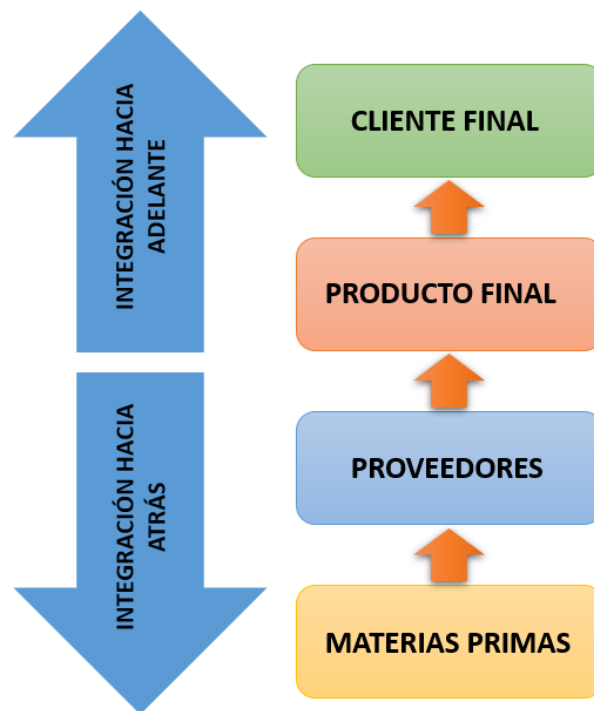 INTEGRACIÓN HACIA
ADELANTE
INTEGRACIÓN HACIA
ATRÁS
CLIENTE FINAL
PRODUCTO FINAL
PROVEEDORES
MATERIAS PRIMAS